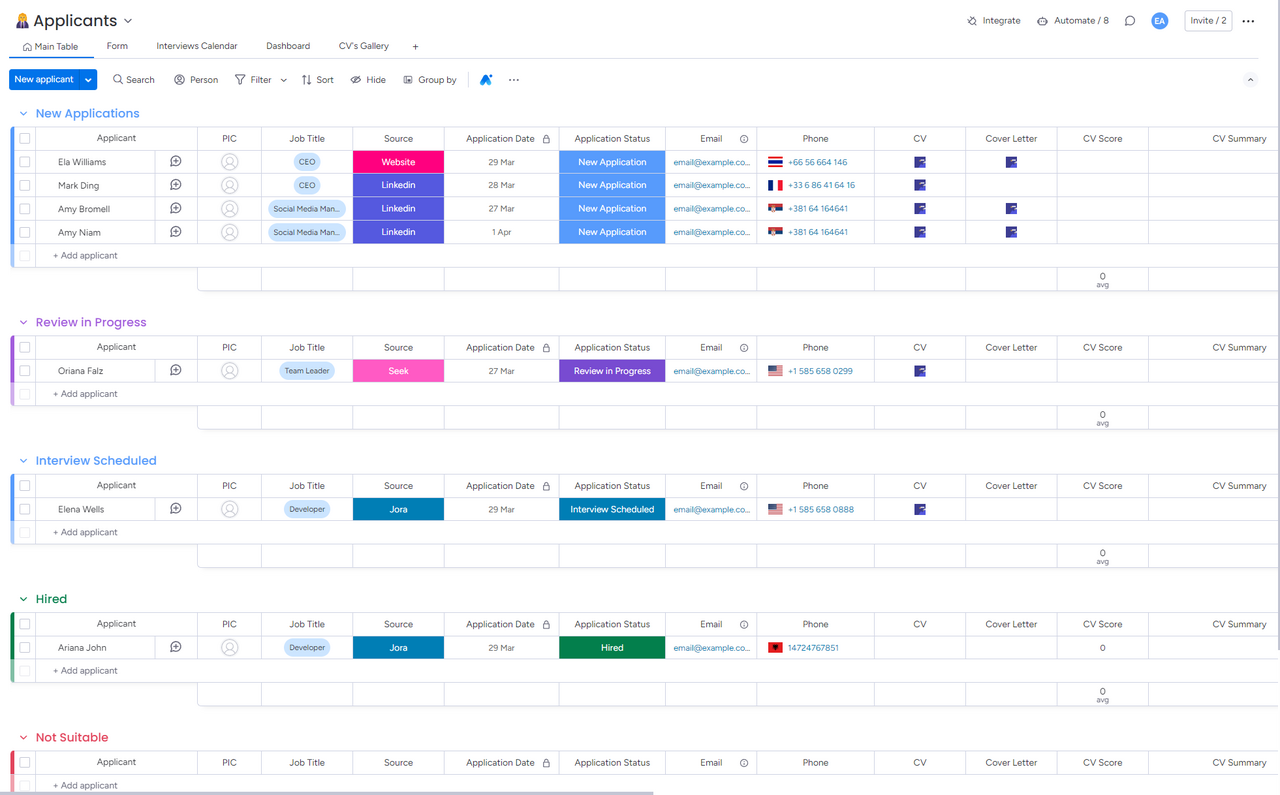 Applicants
Integrate Automate / 8 EA Invite / 2
Main Table Form Interviews Calendar Dashboard CV's Gallery +
New applicant Search Person Filter Sort Hide Group by
New Applications
Applicant PIC Job Title Source Application Date Application Status Email Phone CV Cover Letter CV Score CV Summary
Ela Williams CEO Website 29 Mar New Application email@example.co... +66 56 664 146
Mark Ding CEO Linkedin 28 Mar New Application email@example.co... +33 6 86 41 64 16
Amy Bromell Social Media Man... Linkedin 27 Mar New Application email@example.co... +381 64 164641
Amy Niam Social Media Man... Linkedin 1 Apr New Application email@example.co... +381 64 164641
+ Add applicant
0
avg
Review in Progress
Applicant PIC Job Title Source Application Date Application Status Email Phone CV Cover Letter CV Score CV Summary
Oriana Falz Team Leader Seek 27 Mar Review in Progress email@example.co... +1 585 658 0299
+ Add applicant
0
avg
Interview Scheduled
Applicant PIC Job Title Source Application Date Application Status Email Phone CV Cover Letter CV Score CV Summary
Elena Wells Developer Jora 29 Mar Interview Scheduled email@example.co... +1 585 658 0888
+ Add applicant
0
avg
Hired
Applicant PIC Job Title Source Application Date Application Status Email Phone CV Cover Letter CV Score CV Summary
Ariana John Developer Jora 29 Mar Hired email@example.co... 14724767851 0
+ Add applicant
0
avg
Not Suitable
Applicant PIC Job Title Source Application Date Application Status Email Phone CV Cover Letter CV Score CV Summary
+ Add applicant